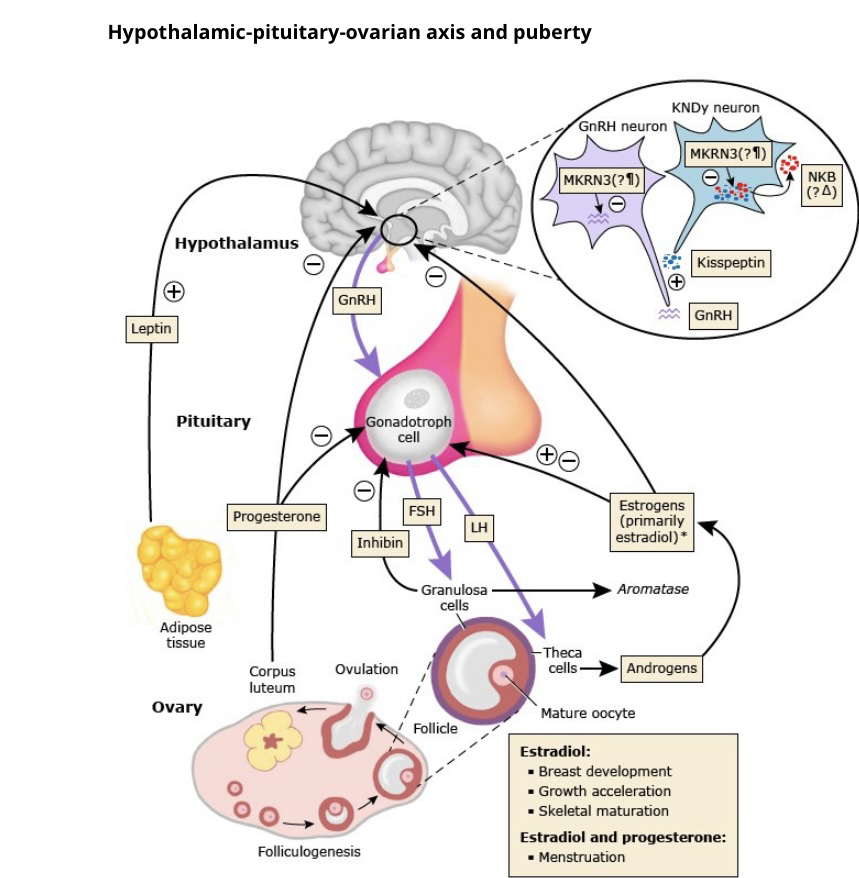 Hypothalamic-pituitary-ovarian axis and puberty
KNDy neuron
GnRH neuron
MKRN3(?¶)
MKRN3(?¶)
NKB
(?Δ)
Kisspeptin
GnRH
Hypothalamus
GnRH
Leptin
Pituitary
Gonadotroph
cell
Progesterone
FSH
LH
Inhibin
Estrogens
(primarily
estradiol)*
Granulosa
cells
Aromatase
Adipose
tissue
Theca
cells
Androgens
Corpus
luteum
Ovulation
Ovary
Mature oocyte
Follicle
Folliculogenesis
Estradiol:
▪ Breast development
▪ Growth acceleration
▪ Skeletal maturation
Estradiol and progesterone:
▪ Menstruation